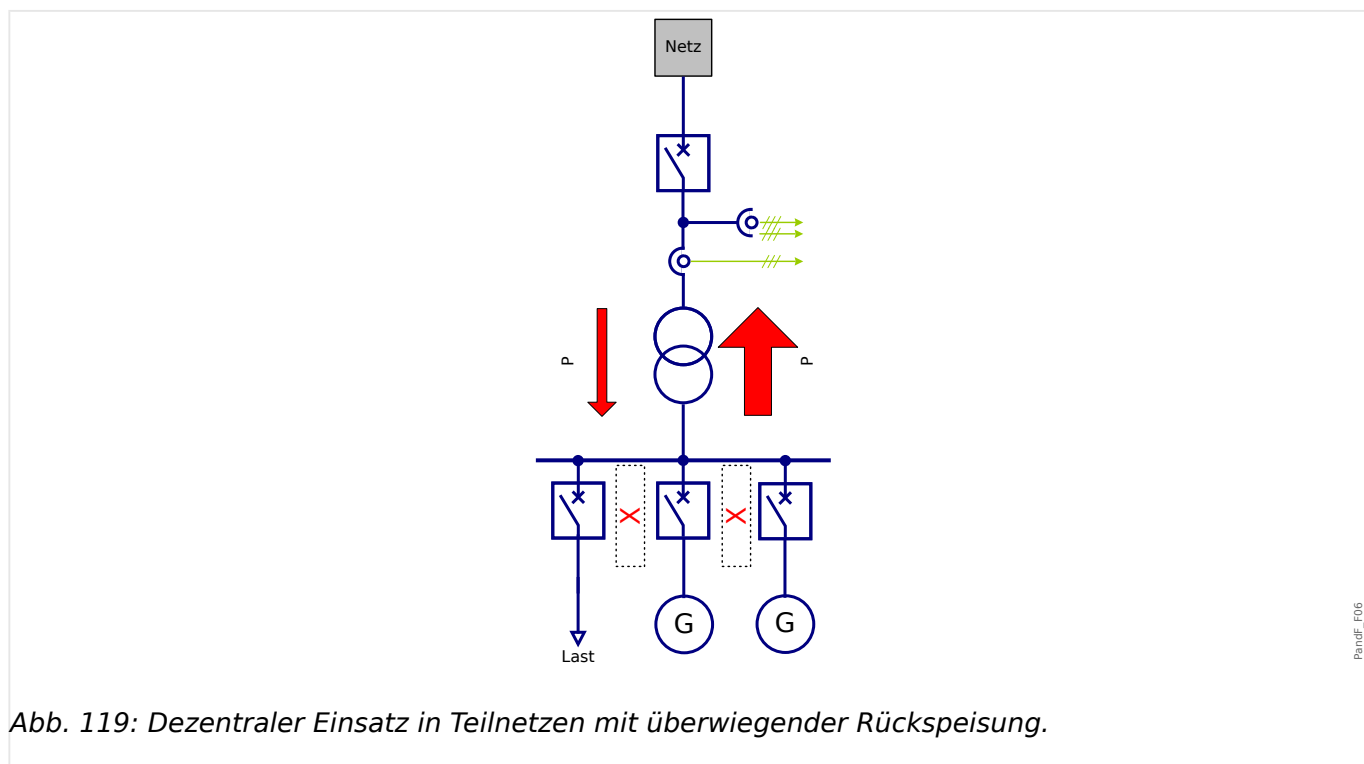 Netz
P
P
G
G
Last
PandF_F06
Abb. 119: Dezentraler Einsatz in Teilnetzen mit überwiegender Rückspeisung.